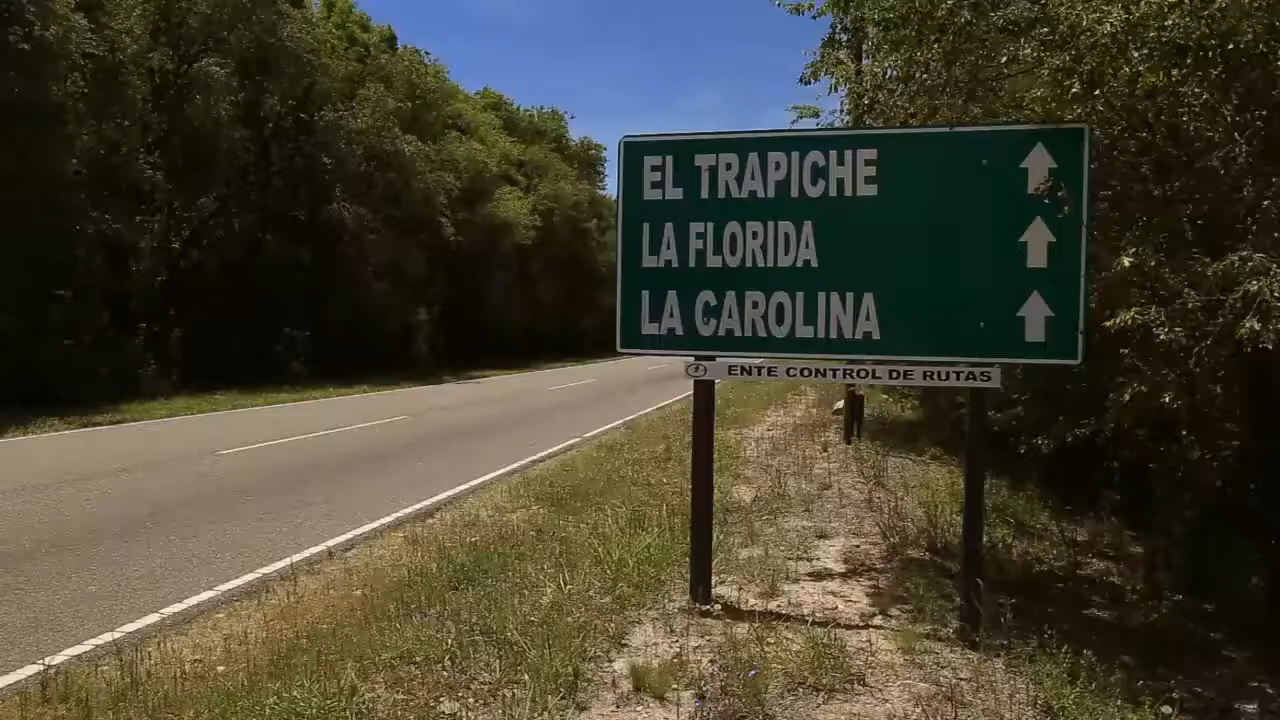 EL TRAPICHE
LA FLORIDA
LA CAROLINA
ENTE CONTROL DE RUTAS